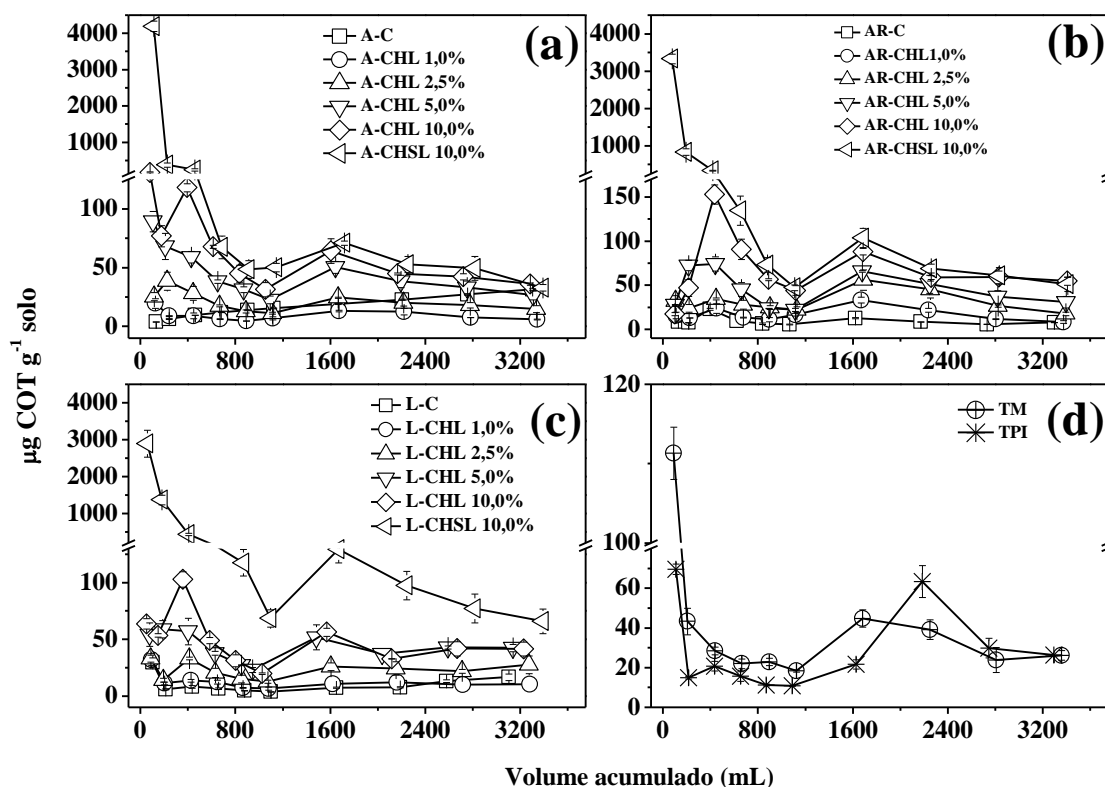 µg COT g-1 solo
4000
3000
2000
1000
100
50
0
0 800 1600 2400 3200
A-C
A-CHL 1,0%
A-CHL 2,5%
A-CHL 5,0%
A-CHL 10,0%
A-CHSL 10,0%
(a)
4000
3000
2000
1000
150
100
50
0
0 800 1600 2400 3200
AR-C
AR-CHL1,0%
AR-CHL 2,5%
AR-CHL 5,0%
AR-CHL 10,0%
AR-CHSL 10,0%
(b)
4000
3000
2000
1000
100
50
0
0 800 1600 2400 3200
L-C
L-CHL 1,0%
L-CHL 2,5%
L-CHL 5,0%
L-CHL 10,0%
L-CHSL 10,0%
(c)
120
100
80
60
40
20
0
0 800 1600 2400 3200
TM
TPI
(d)
Volume acumulado (mL)